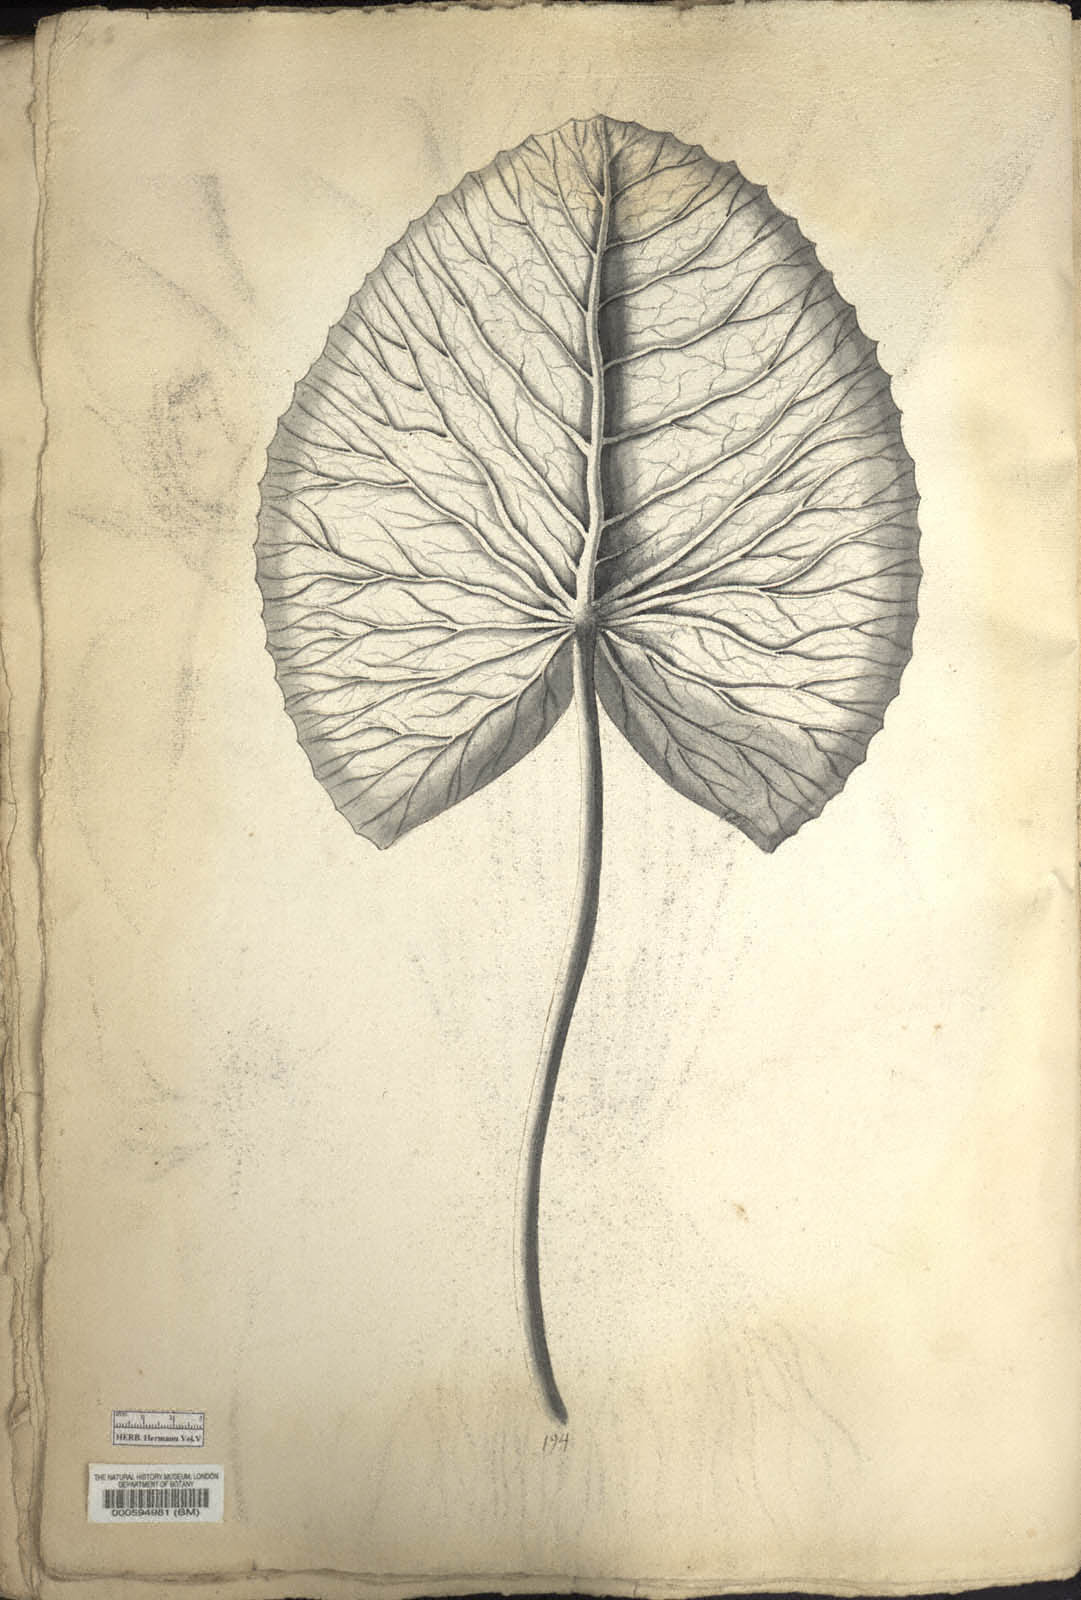 HERB. Hermann Vol. V
194
THE NATURAL HISTORY MUSEUM, LONDON
DEPARTMENT OF BOTANY
000594981 (BM)